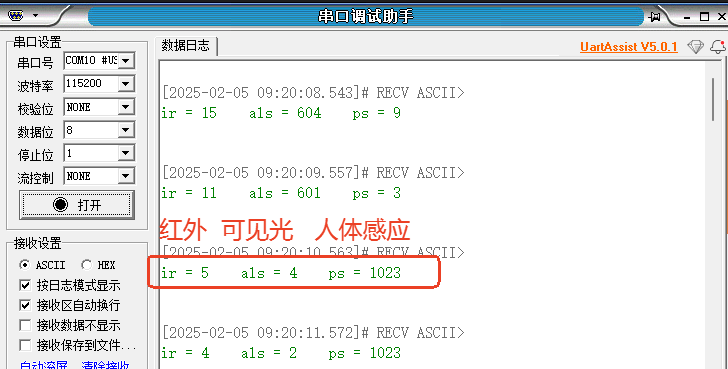 串口调试助手
串口设置
串口号 COM10 #US
波特率 115200
校验位 NONE
数据位 8
停止位 1
流控制 NONE
打开
接收设置
ASCII HEX
按日志模式显示
接收区自动换行
接收数据不显示
接收保存到文件...
自动滚屏 清除接收
数据日志
UartAssist V5.0.1
[2025-02-05 09:20:08.543]# RECV ASCII>
ir = 15 als = 604 ps = 9
[2025-02-05 09:20:09.557]# RECV ASCII>
ir = 11 als = 601 ps = 3
红外 可见光 人体感应
[2025-02-05 09:20:10.563]# RECV ASCII>
ir = 5 als = 4 ps = 1023
[2025-02-05 09:20:11.572]# RECV ASCII>
ir = 4 als = 2 ps = 1023